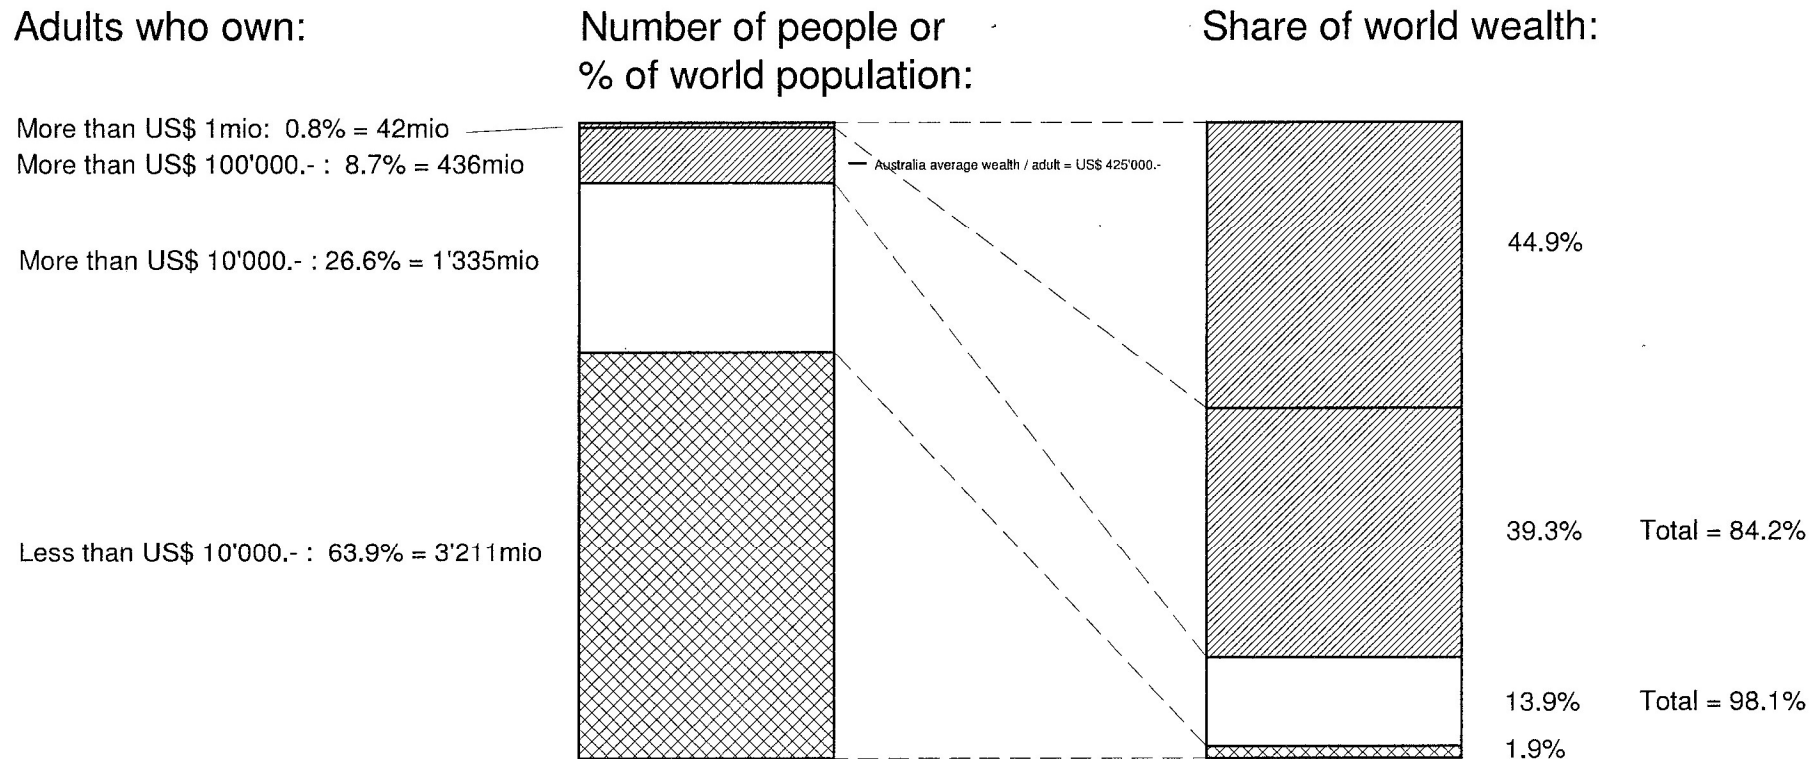 Adults who own:
Number of people or
% of world population:
Share of world wealth:
More than US$ 1mio: 0.8% = 42mio
More than US$ 100'000.- : 8.7% = 436mio
Australia average wealth / adult = US$ 425'000.-
44.9%
More than US$ 10'000.- : 26.6% = 1'335mio
39.3% Total = 84.2%
Less than US$ 10'000.- : 63.9% = 3'211mio
13.9% Total = 98.1%
1.9%